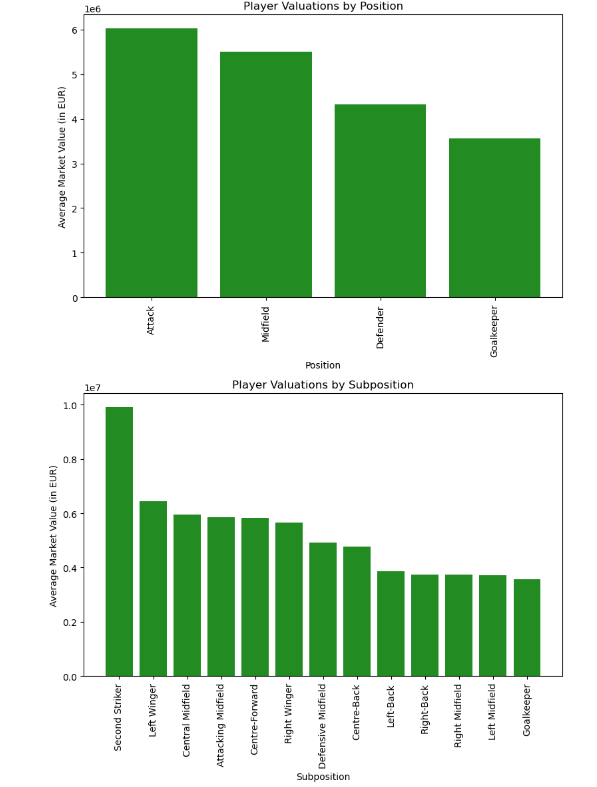 Player Valuations by Position
1e6
6
5
4
3
2
1
0
Average Market Value (in EUR)
Attack
Midfield
Defender
Goalkeeper
Position
Player Valuations by Subposition
1e7
1.0
0.8
0.6
0.4
0.2
0.0
Average Market Value (in EUR)
Second Striker
Left Winger
Central Midfield
Attacking Midfield
Centre-Forward
Right Winger
Defensive Midfield
Centre-Back
Left-Back
Right-Back
Right Midfield
Left Midfield
Goalkeeper
Subposition